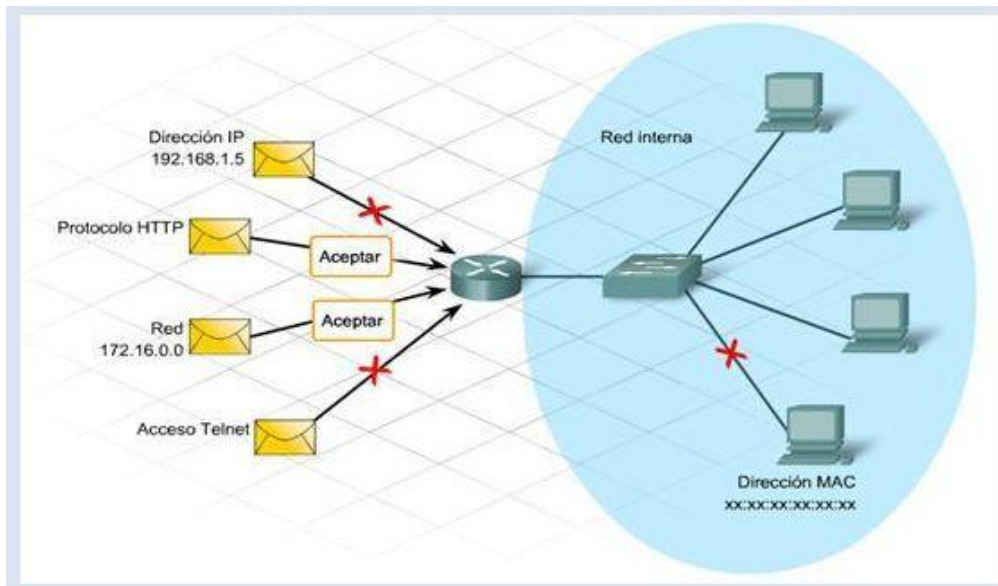 Dirección IP
192.168.1.5
Red interna
Protocolo HTTP
Aceptar
Aceptar
Red
172.16.0.0
Acceso Telnet
Dirección MAC
xx:xx:xx:xx:xx:xx